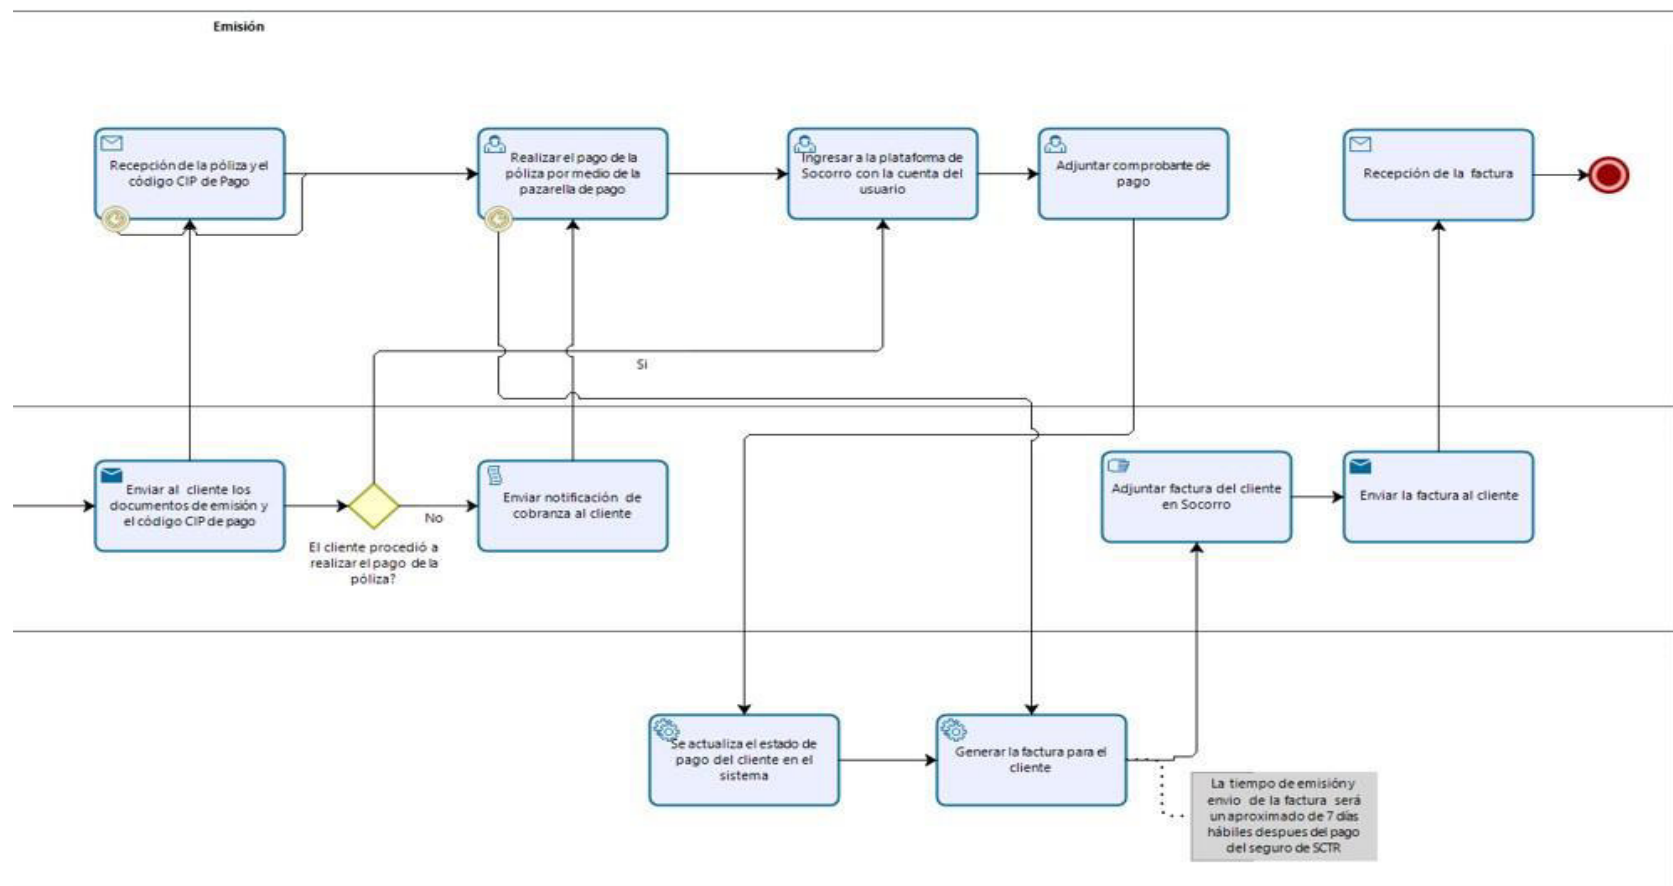 Emisión
Recepción de la póliza y el
código CIP de Pago
Realizar el pago de la
póliza por medio de la
pazarella de pago
Ingresar a la plataforma de
Socorro con la cuenta del
usuario
Adjuntar comprobante de
pago
Recepción de la factura
Si
Enviar al cliente los
documentos de emisión y
el código CIP de pago
No
El cliente procedió a
realizar el pago de la
póliza?
Enviar notificación de
cobranza al cliente
Adjuntar factura del cliente
en Socorro
Enviar la factura al cliente
Se actualiza el estado de
pago del cliente en el
sistema
Generar la factura para el
cliente
La tiempo de emisión y
envio de la factura será
un aproximado de 7 días
hábiles despues del pago
del seguro de SCTR